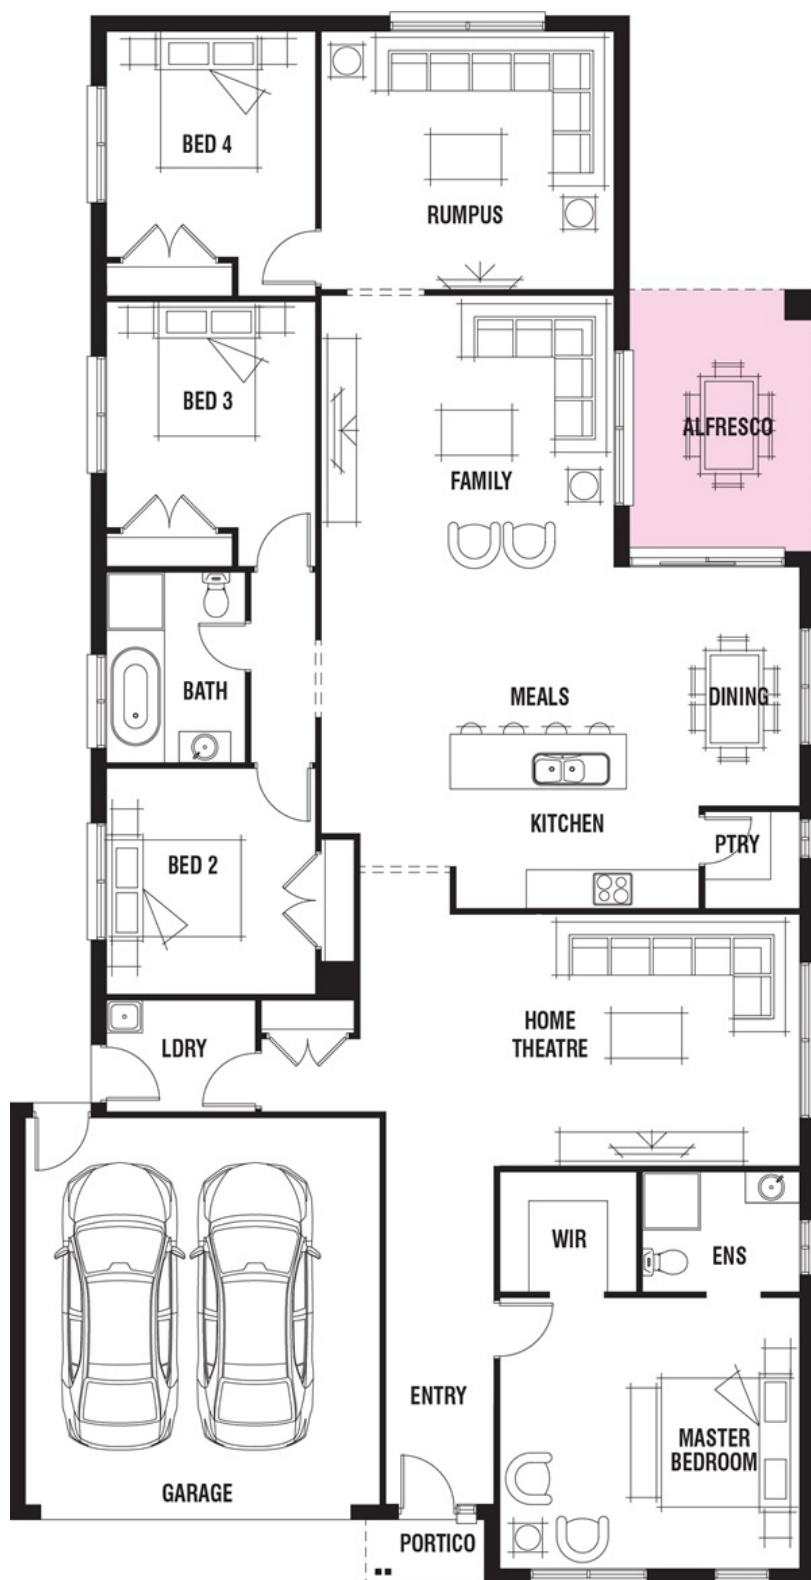 BED 4
RUMPUS
BED 3
ALFRESCO
FAMILY
BATH
MEALS
DINING
KITCHEN
PTRY
BED 2
HOME
THEATRE
LDRY
WIR
ENS
ENTRY
MASTER
BEDROOM
GARAGE
PORTICO